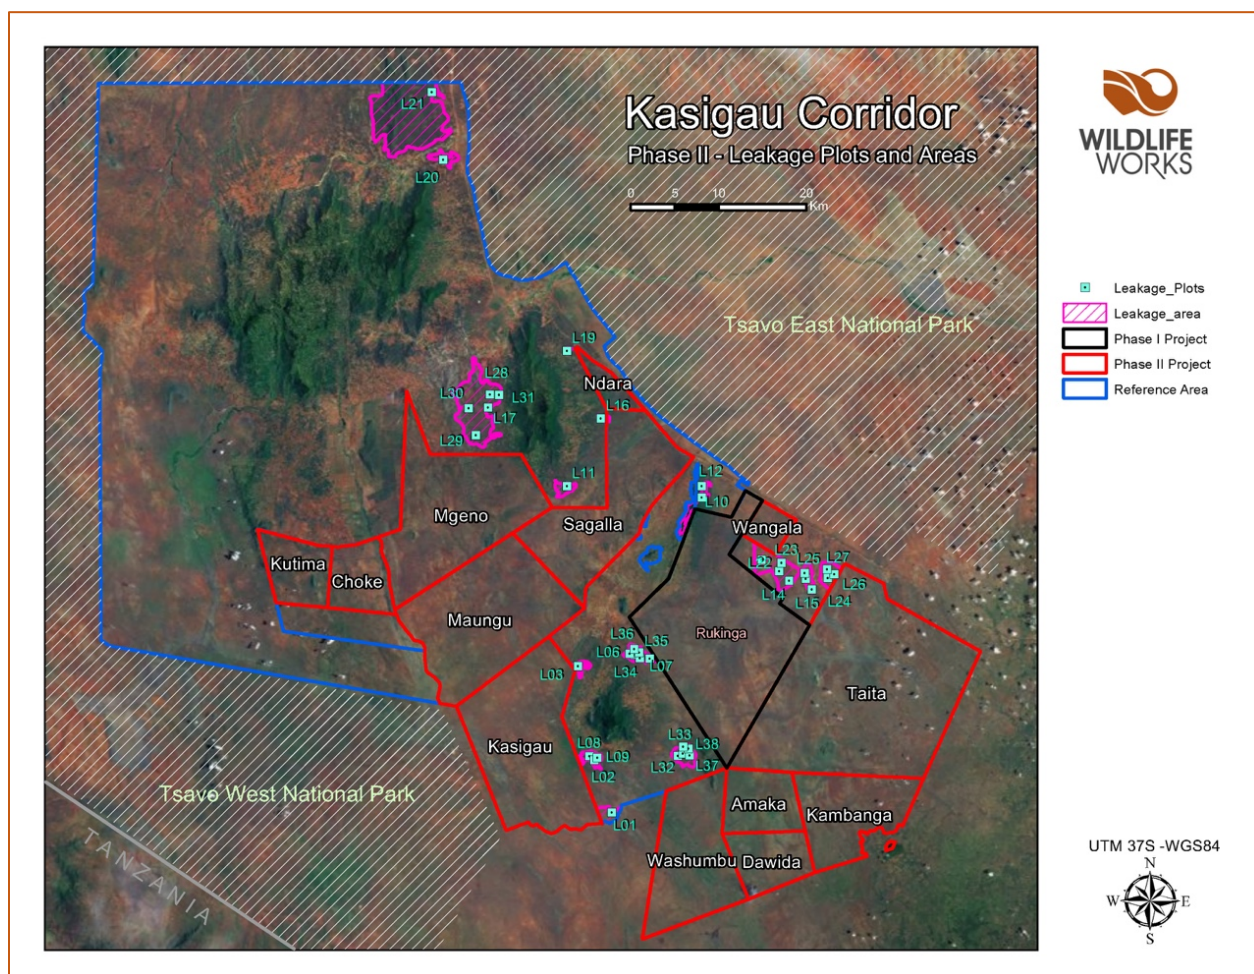 Kasigau Corridor
Phase II - Leakage Plots and Areas
0 5 10 20
Km
WILDLIFE
WORKS
Leakage_Plots
Leakage_area
Phase I Project
Phase II Project
Reference Area
Tsavo East National Park
L21
L20
L19
Ndara
L28
L30
L31
L16
L17
L29
L11
L12
L10
Mgeno
Sagalla
Wangala
Kutima
Choke
L23
L22
L25
L27
L14
L15
L26
L24
Maungu
Rukinga
L36
L35
L06
L34
L07
L03
Taita
Kasigau
L33
L38
L08
L09
L32
L37
L02
Tsavo West National Park
L01
Amaka
Kambanga
Washumbu
Dawida
TANZANIA
UTM 37S -WGS84
N
W
E
S